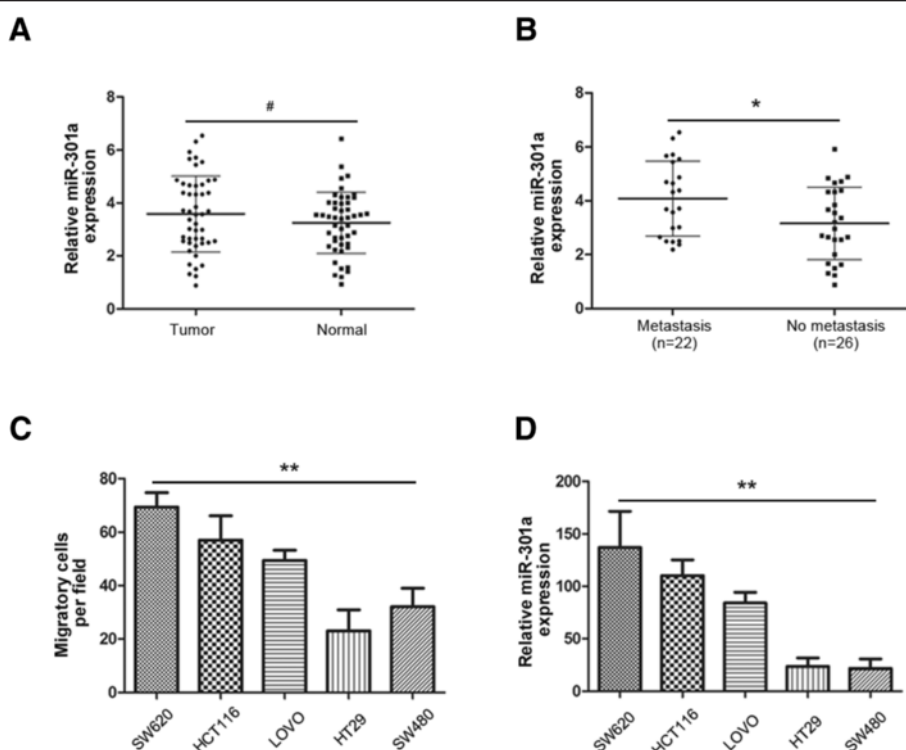 A
Relative miR-301a
expression
8
6
4
2
0
#
Tumor
Normal
B
Relative miR-301a
expression
8
6
4
2
0
*
Metastasis
(n=22)
No metastasis
(n=26)
C
Migratory cells
per field
80
60
40
20
0
**
SW620
HCT116
LOVO
HT29
SW480
D
Relative miR-301a
expression
200
150
100
50
0
**
SW620
HCT116
LOVO
HT29
SW480